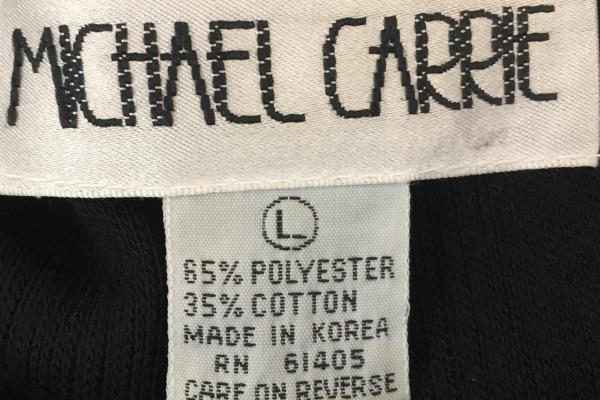 MICHAEL CARRIE
L
65% POLYESTER
35% COTTON
MADE IN KOREA
RN 61405
CARE ON REVERSE